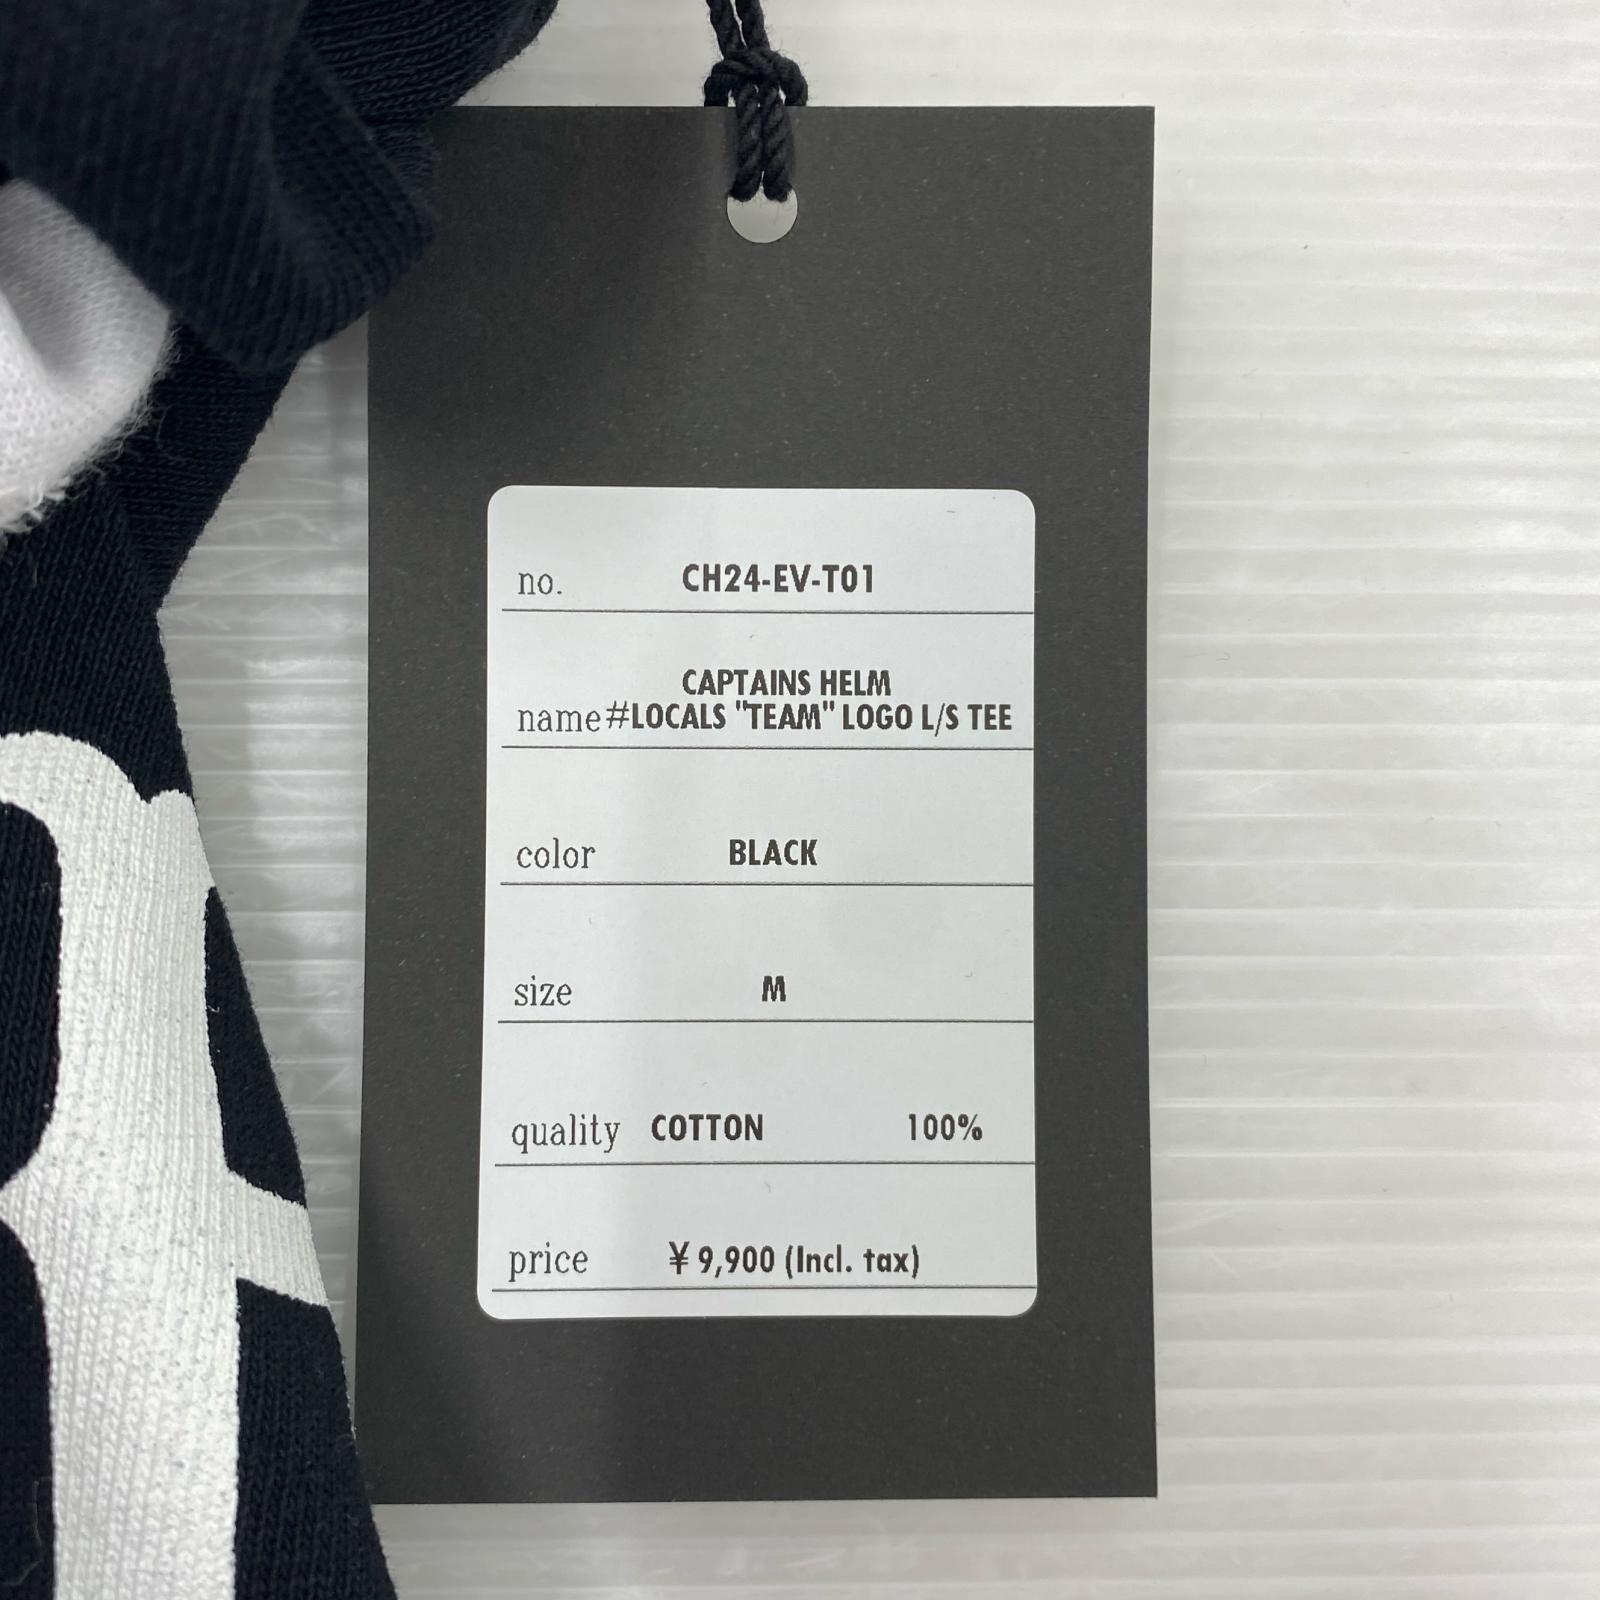 no. CH24-EV-T01
CAPTAINS HELM
name #LOCALS "TEAM" LOGO L/S TEE
color BLACK
size M
quality COTTON 100%
price ¥ 9,900 (Incl. tax)